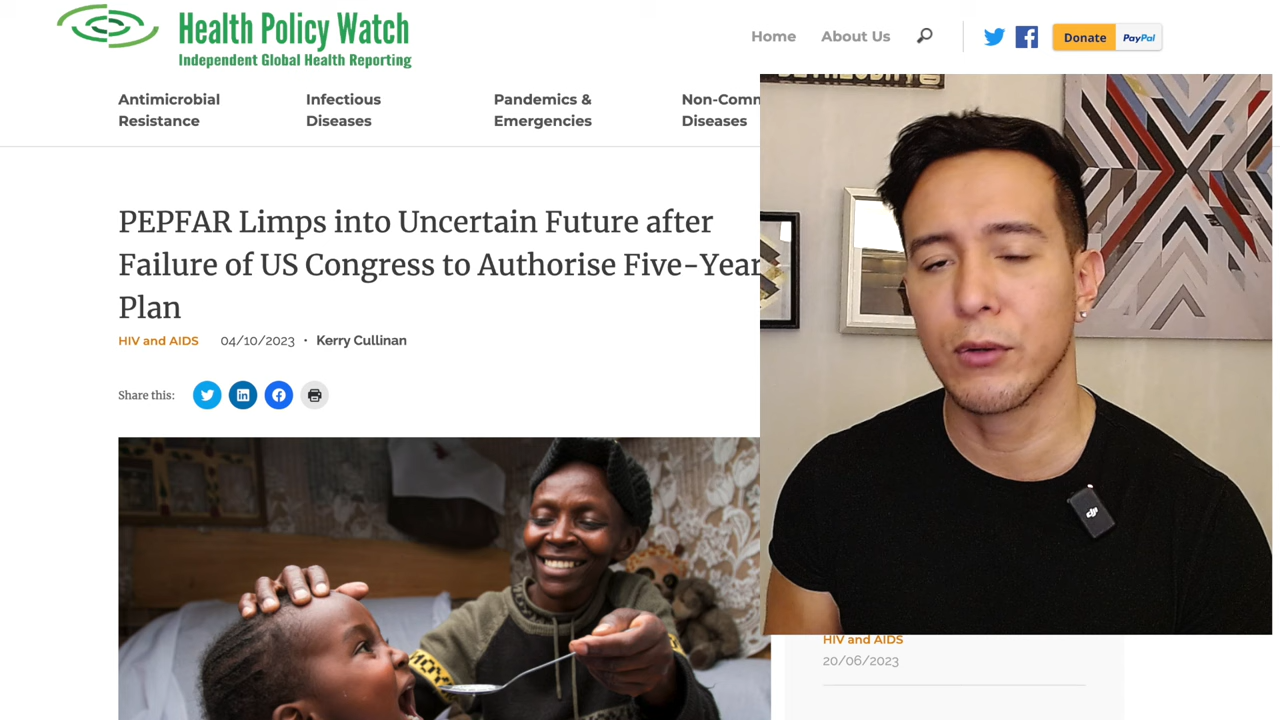 Health Policy Watch
Independent Global Health Reporting
Home About Us
Donate PayPal
Antimicrobial
Resistance
Infectious
Diseases
Pandemics &
Emergencies
Non-Comm
Diseases
PEPFAR Limps into Uncertain Future after
Failure of US Congress to Authorise Five-Year
Plan
HIV and AIDS 04/10/2023 · Kerry Cullinan
Share this:
dji
HIV and AIDS
20/06/2023